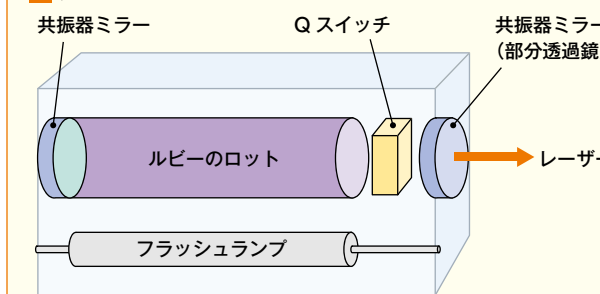 共振器ミラー
Q スイッチ
共振器ミラー
（部分透過鏡
ルビーのロット
レーザー
フラッシュランプ